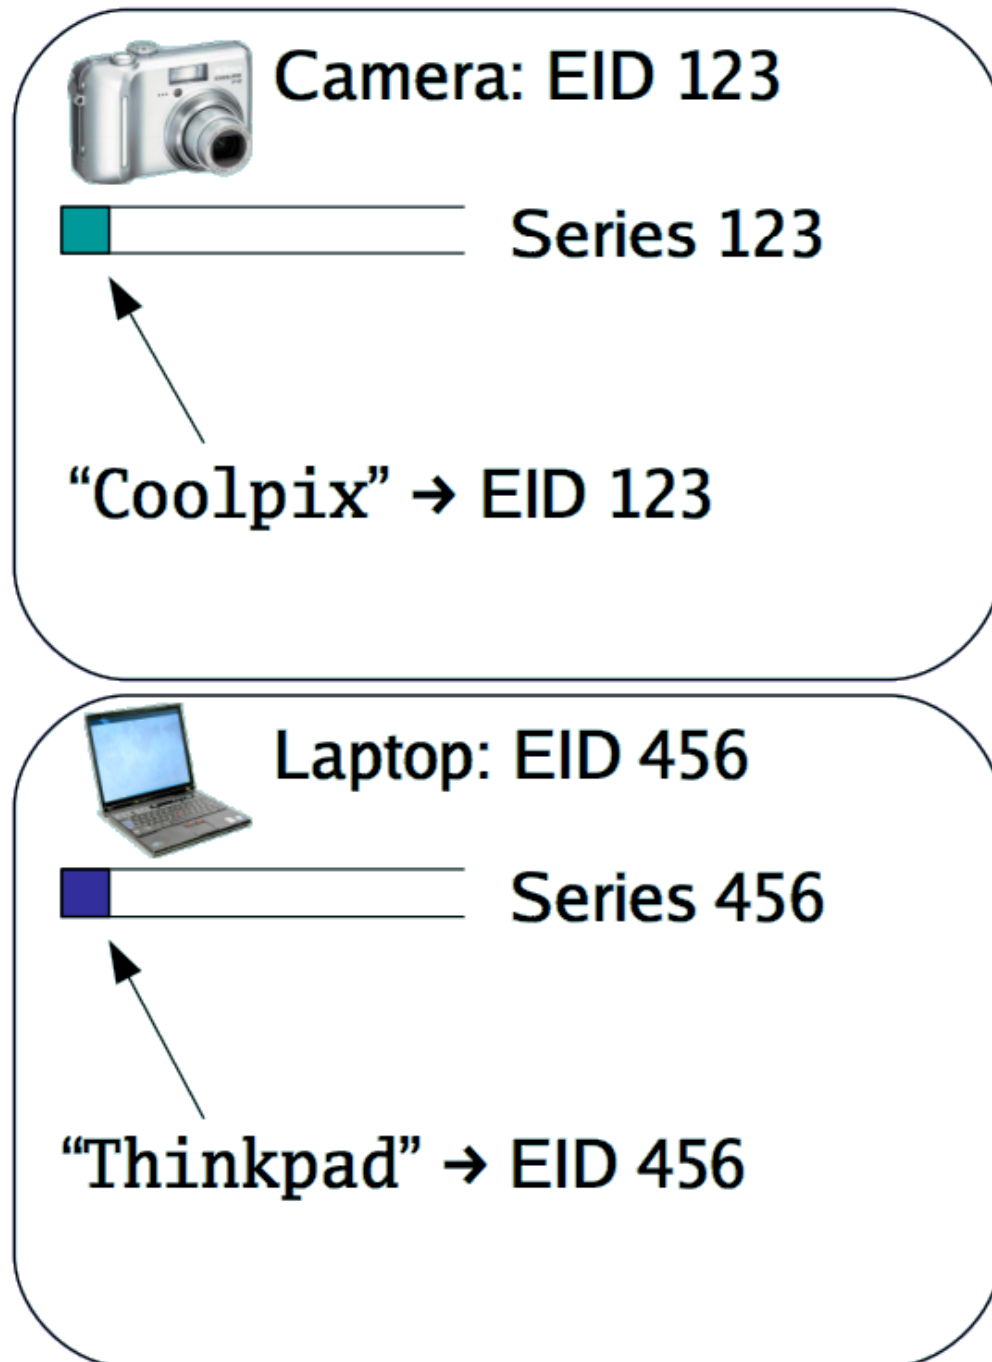 Camera: EID 123
Series 123
“Coolpix” → EID 123
Laptop: EID 456
Series 456
“Thinkpad” → EID 456